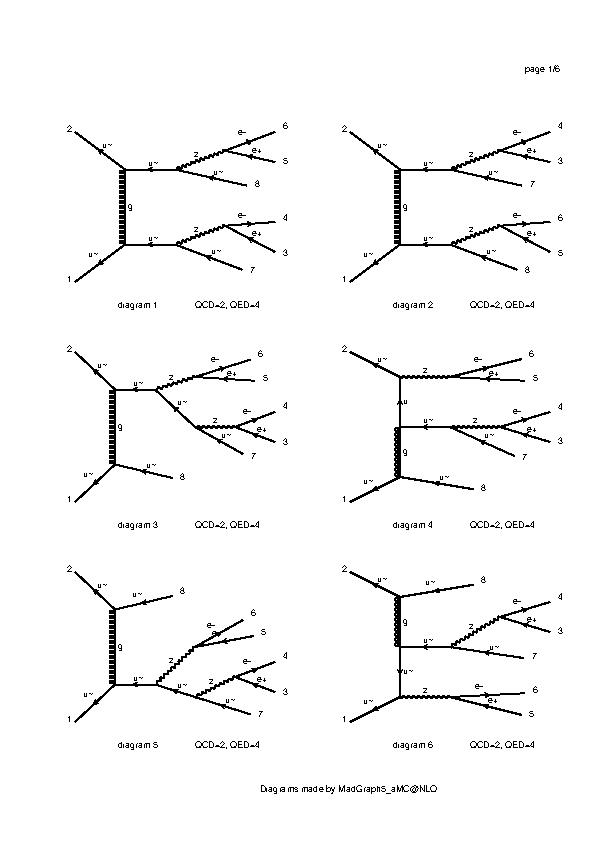 page 1/6
2 u~ z e- 6
e+ 5
u~ u~ 8
g
u~ z e- 4
u~ e+ 3
1 u~ 7
diagram 1 QCD=2, QED=4
2 u~ z e- 4
e+ 3
u~ u~ 7
g
u~ z e- 6
u~ e+ 5
1 u~ 8
diagram 2 QCD=2, QED=4
2 u~ z e- 6
e+ 5
u~
u~ z e- 4
g e+ 3
u~ 7
1 u~ u~ 8
diagram 3 QCD=2, QED=4
2 u~ z e- 6
e+ 5
u
u~ z e- 4
g e+ 3
u~ 7
1 u~ u~ 8
diagram 4 QCD=2, QED=4
2 u~ u~ 8
e- 6
e+ 5
g z
e- 4
u~ u~ z e+ 3
1 u~ u~ 7
diagram 5 QCD=2, QED=4
2 u~ u~ 8
g z e- 4
e+ 3
u~ u~ 7
u~
z e- 6
1 u~ e+ 5
diagram 6 QCD=2, QED=4
Diagrams made by MadGraph5_aMC@NLO